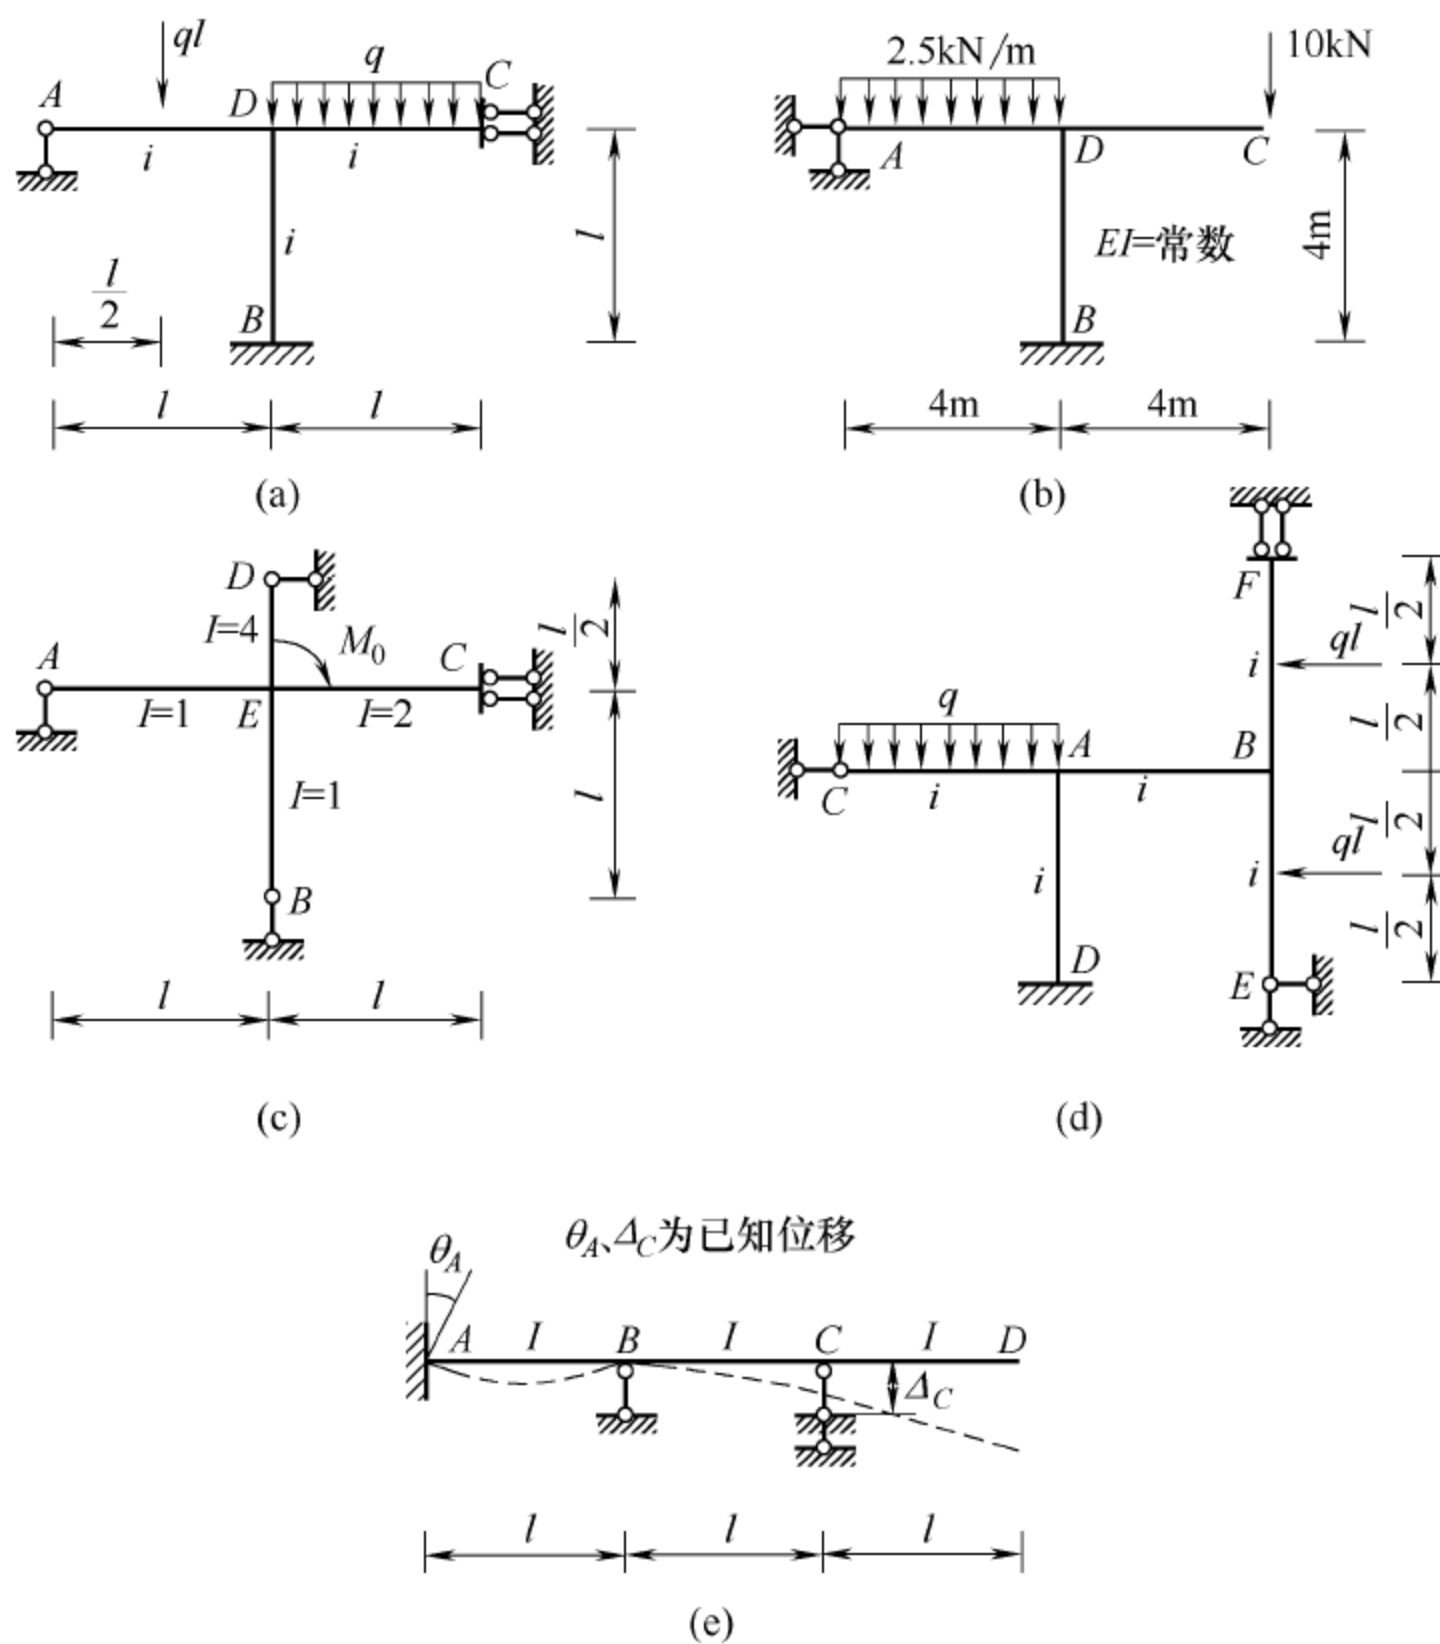 ql
q
A
D
C
i
i
i
l
l/2
B
l
l
(a)
2.5kN/m
10kN
A
D
C
EI=常数
4m
B
4m
4m
(b)
D
I=4
M₀
l/2
A
C
I=1
E
I=2
I=1
l
B
l
l
(c)
F
l/2
ql
i
l/2
q
A
B
C
i
i
l/2
ql
i
i
l/2
D
E
(d)
θA、ΔC为已知位移
θA
A
I
B
I
C
I
D
ΔC
l
l
l
(e)